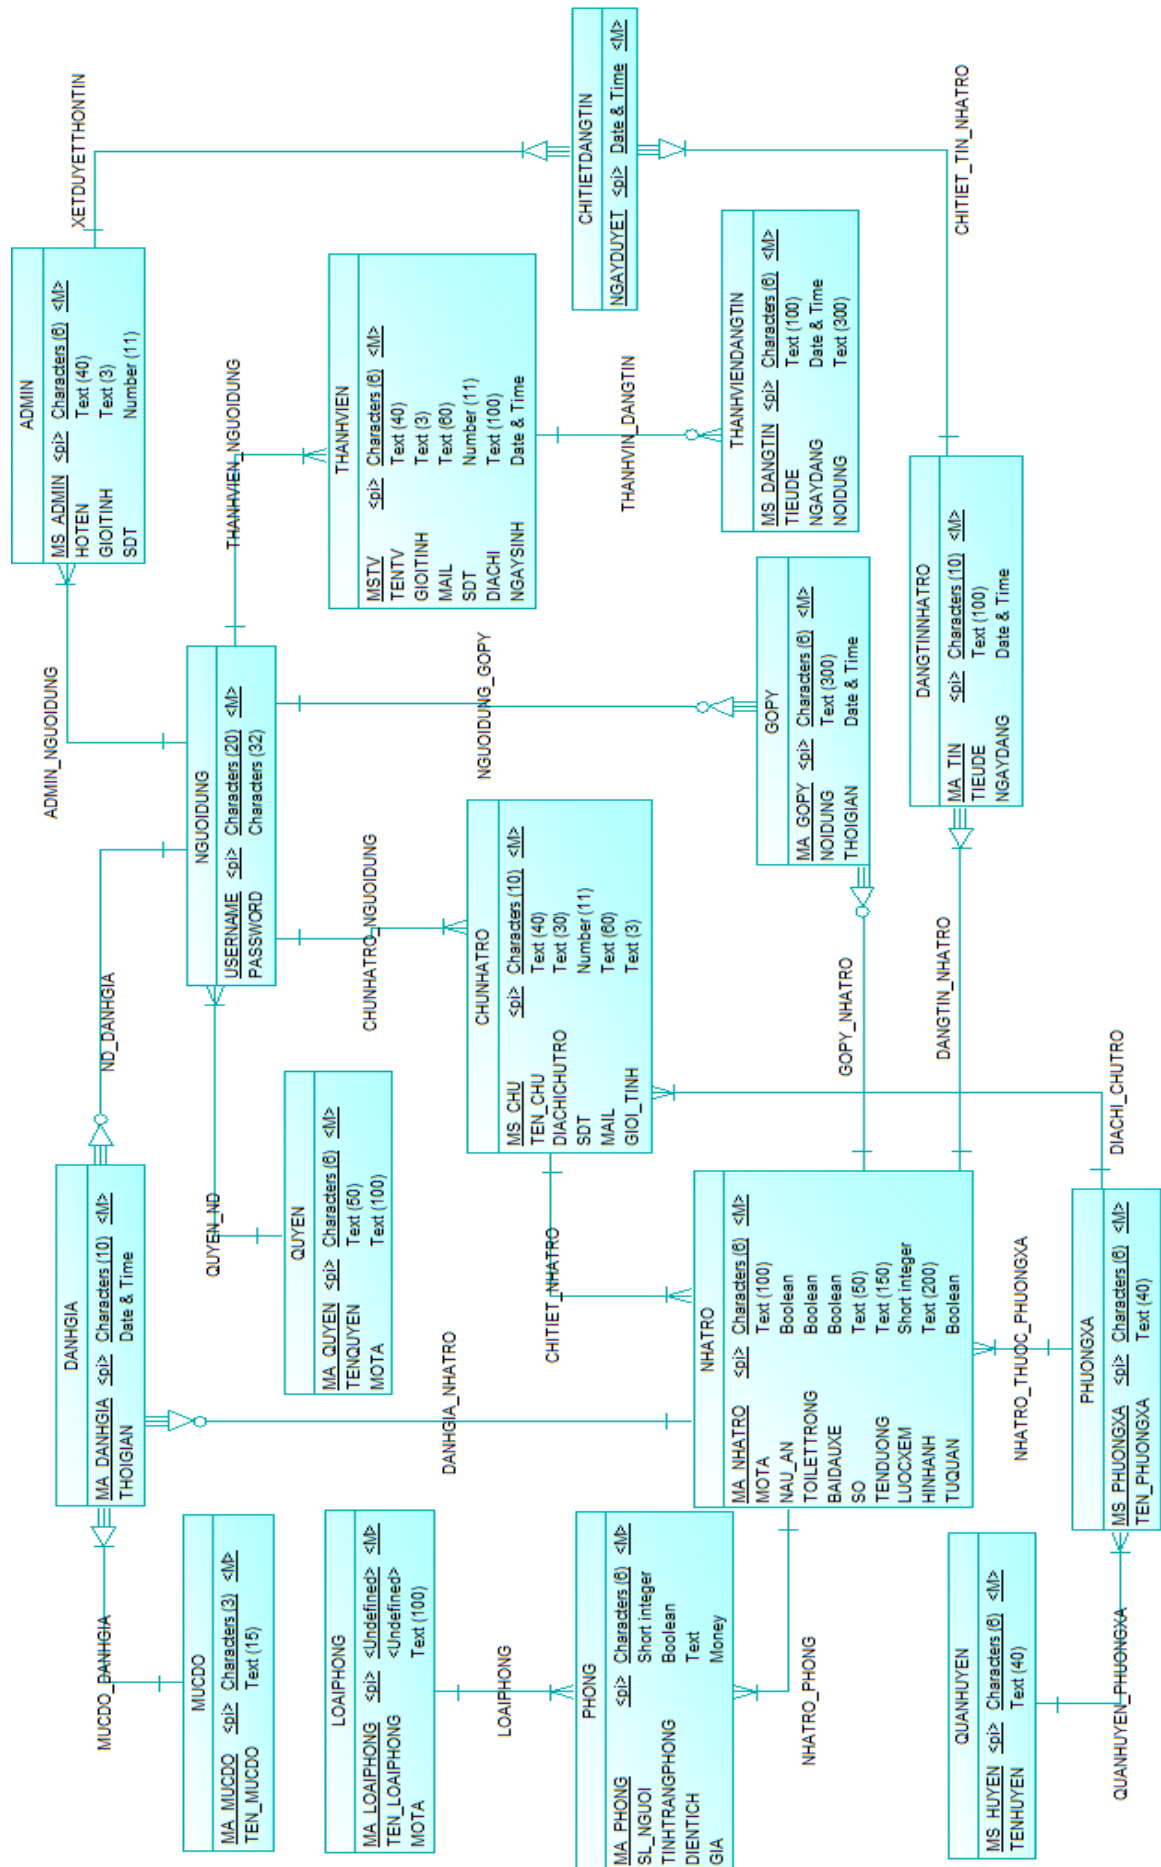 MUCDO_DANHGIA
MUCDO
MA_MUCDO <pi> Characters (3) <M>
TEN_MUCDO Text (15)
DANHGIA
MA_DANHGIA <pi> Characters (10) <M>
THOIGIAN Date & Time
ND_DANHGIA
ADMIN_NGUOIDUNG
ADMIN
MS_ADMIN <pi> Characters (6) <M>
HOTEN Text (40)
GIOITINH Text (3)
SDT Number (11)
XETDUYETTHONTIN
LOAIPHONG
MA_LOAIPHONG <pi> <Undefined> <M>
TEN_LOAIPHONG <Undefined>
MOTA Text (100)
DANHGIA_NHATRO
QUYEN_ND
QUYEN
MA_QUYEN <pi> Characters (6) <M>
TENQUYEN Text (50)
MOTA Text (100)
NGUOIDUNG
USERNAME <pi> Characters (20) <M>
PASSWORD Characters (32)
THANHVIEN_NGUOIDUNG
THANHVIEN
MSTV <pi> Characters (6) <M>
TENTV Text (40)
GIOITINH Text (3)
MAIL Text (60)
SDT Number (11)
DIACHI Text (100)
NGAYSINH Date & Time
LOAIPHONG
CHUNHATRO_NGUOIDUNG
NGUOIDUNG_GOPY
THANHVIN_DANGTIN
CHITIETDANGTIN
NGAYDUYET <pi> Date & Time <M>
PHONG
MA_PHONG <pi> Characters (6) <M>
SL_NGUOI Short integer
TINHTRANGPHONG Boolean
DIENTICH Text
GIA Money
CHITIET_NHATRO
CHUNHATRO
MS_CHU <pi> Characters (10) <M>
TEN_CHU Text (40)
DIACHICHUTRO Text (30)
SDT Number (11)
MAIL Text (60)
GIOI_TINH Text (3)
THANHVIENDANGTIN
MS_DANGTIN <pi> Characters (6) <M>
TIEUDE Text (100)
NGAYDANG Date & Time
NOIDUNG Text (300)
NHATRO_PHONG
NHATRO
MA_NHATRO <pi> Characters (6) <M>
MOTA Text (100)
NAU_AN Boolean
TOILETTRONG Boolean
BAIDAUXE Boolean
SO Text (50)
TENDUONG Text (150)
LUOCXEM Short integer
HINHANH Text (200)
TUQUAN Boolean
GOPY_NHATRO
GOPY
MA_GOPY <pi> Characters (6) <M>
NOIDUNG Text (300)
THOIGIAN Date & Time
DANGTIN_NHATRO
DANGTINNHATRO
MA_TIN <pi> Characters (10) <M>
TIEUDE Text (100)
NGAYDANG Date & Time
CHITIET_TIN_NHATRO
QUANHUYEN
MS_HUYEN <pi> Characters (6) <M>
TENHUYEN Text (40)
NHATRO_THUOC_PHUONGXA
PHUONGXA
MS_PHUONGXA <pi> Characters (6) <M>
TEN_PHUONGXA Text (40)
DIACHI_CHUTRO
QUANHUYEN_PHUONGXA